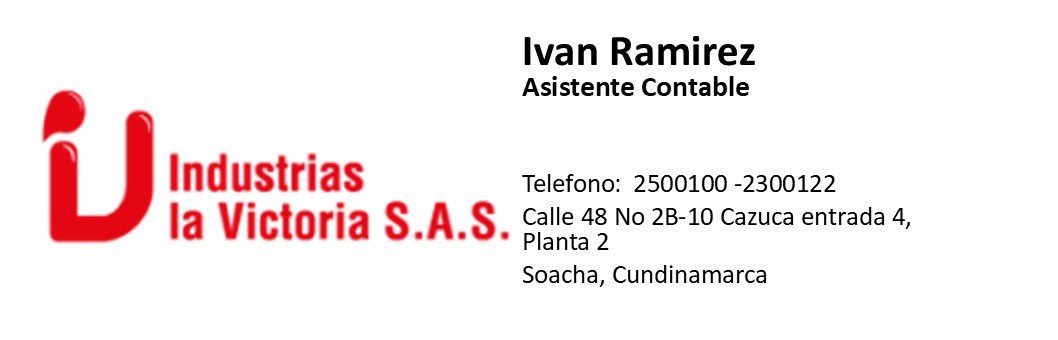 Ivan Ramirez
Asistente Contable
Industrias
la Victoria S.A.S.
Telefono:  2500100 -2300122
Calle 48 No 2B-10 Cazuca entrada 4,
Planta 2
Soacha, Cundinamarca